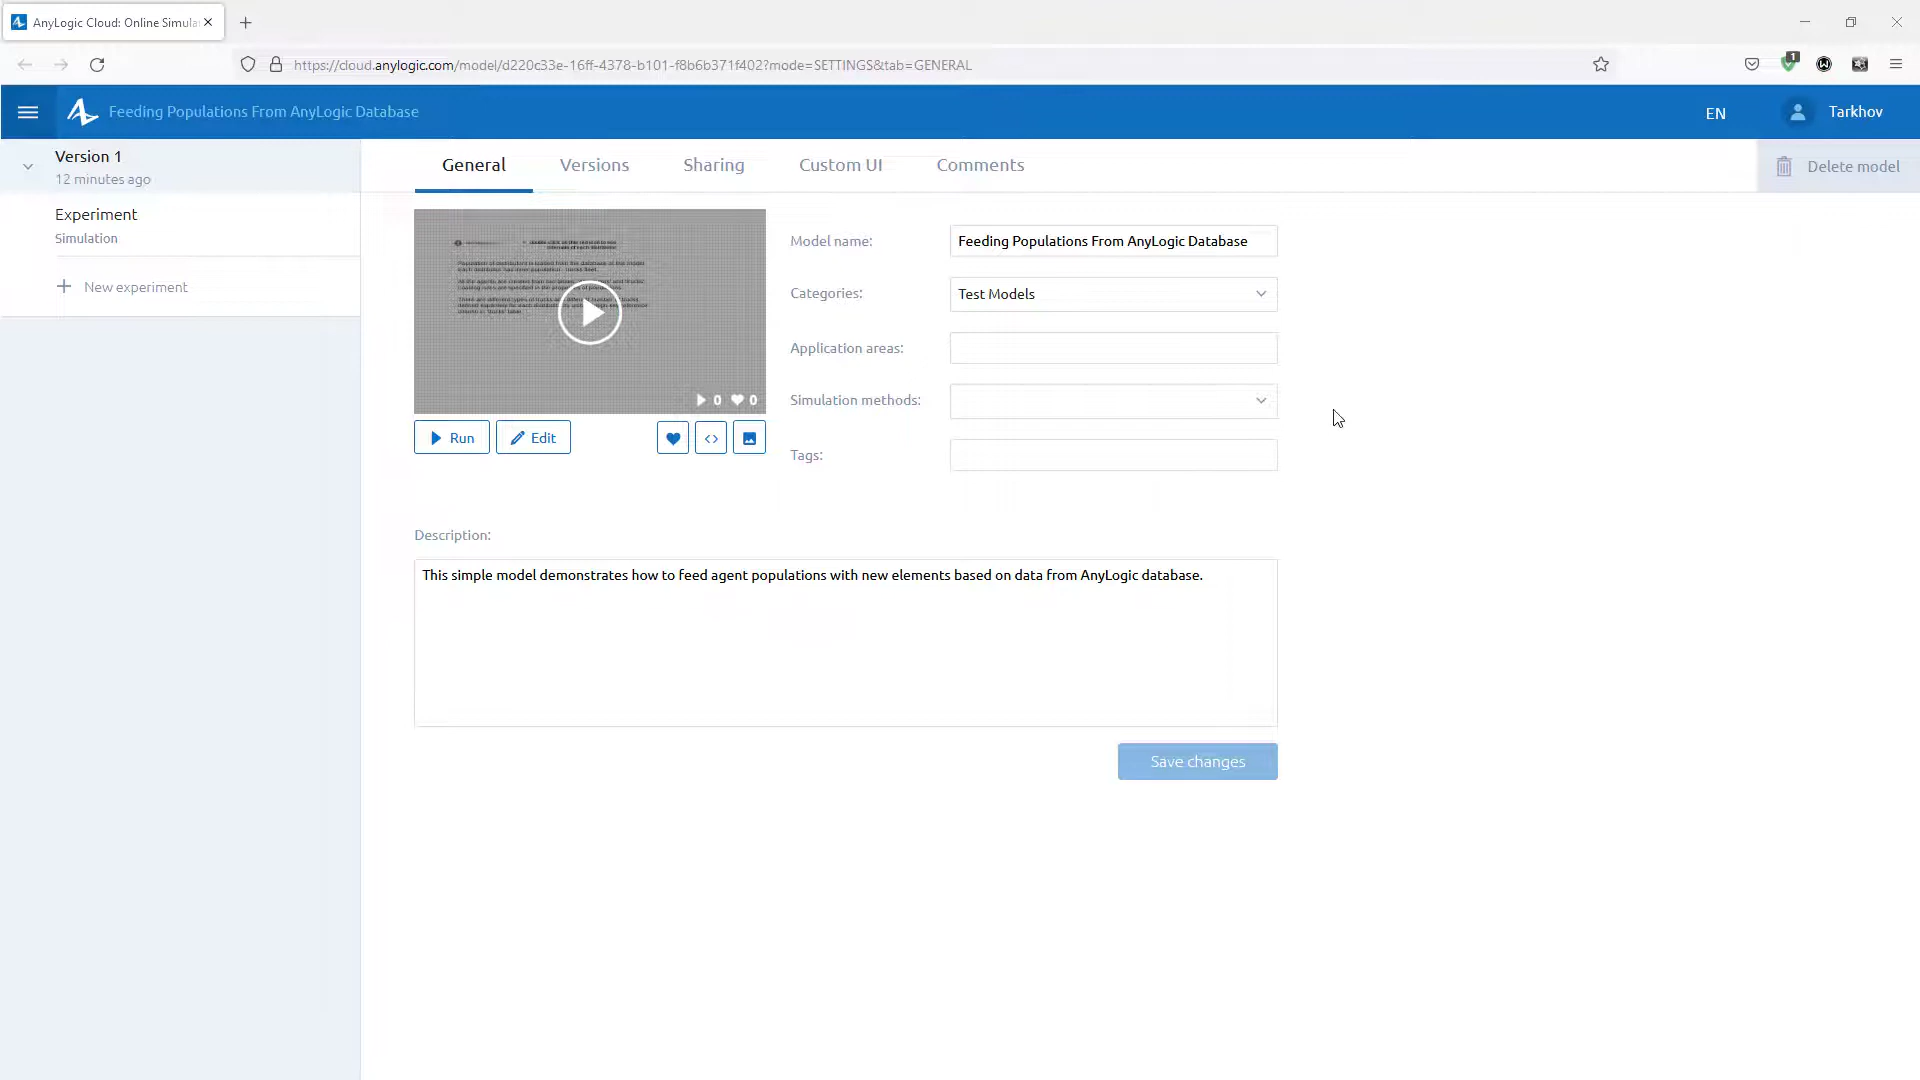 AnyLogic Cloud: Online Simula
https://cloud.anylogic.com/model/d220c33e-16ff-4378-b101-f8b6b371f402?mode=SETTINGS&tab=GENERAL
1
Feeding Populations From AnyLogic Database
EN
Tarkhov
Version 1
12 minutes ago
Experiment
Simulation
New experiment
General
Versions
Sharing
Custom UI
Comments
Delete model
0 0
Run
Edit
Model name:
Feeding Populations From AnyLogic Database
Categories:
Test Models
Application areas:
Simulation methods:
Tags:
Description:
This simple model demonstrates how to feed agent populations with new elements based on data from AnyLogic database.
Save changes